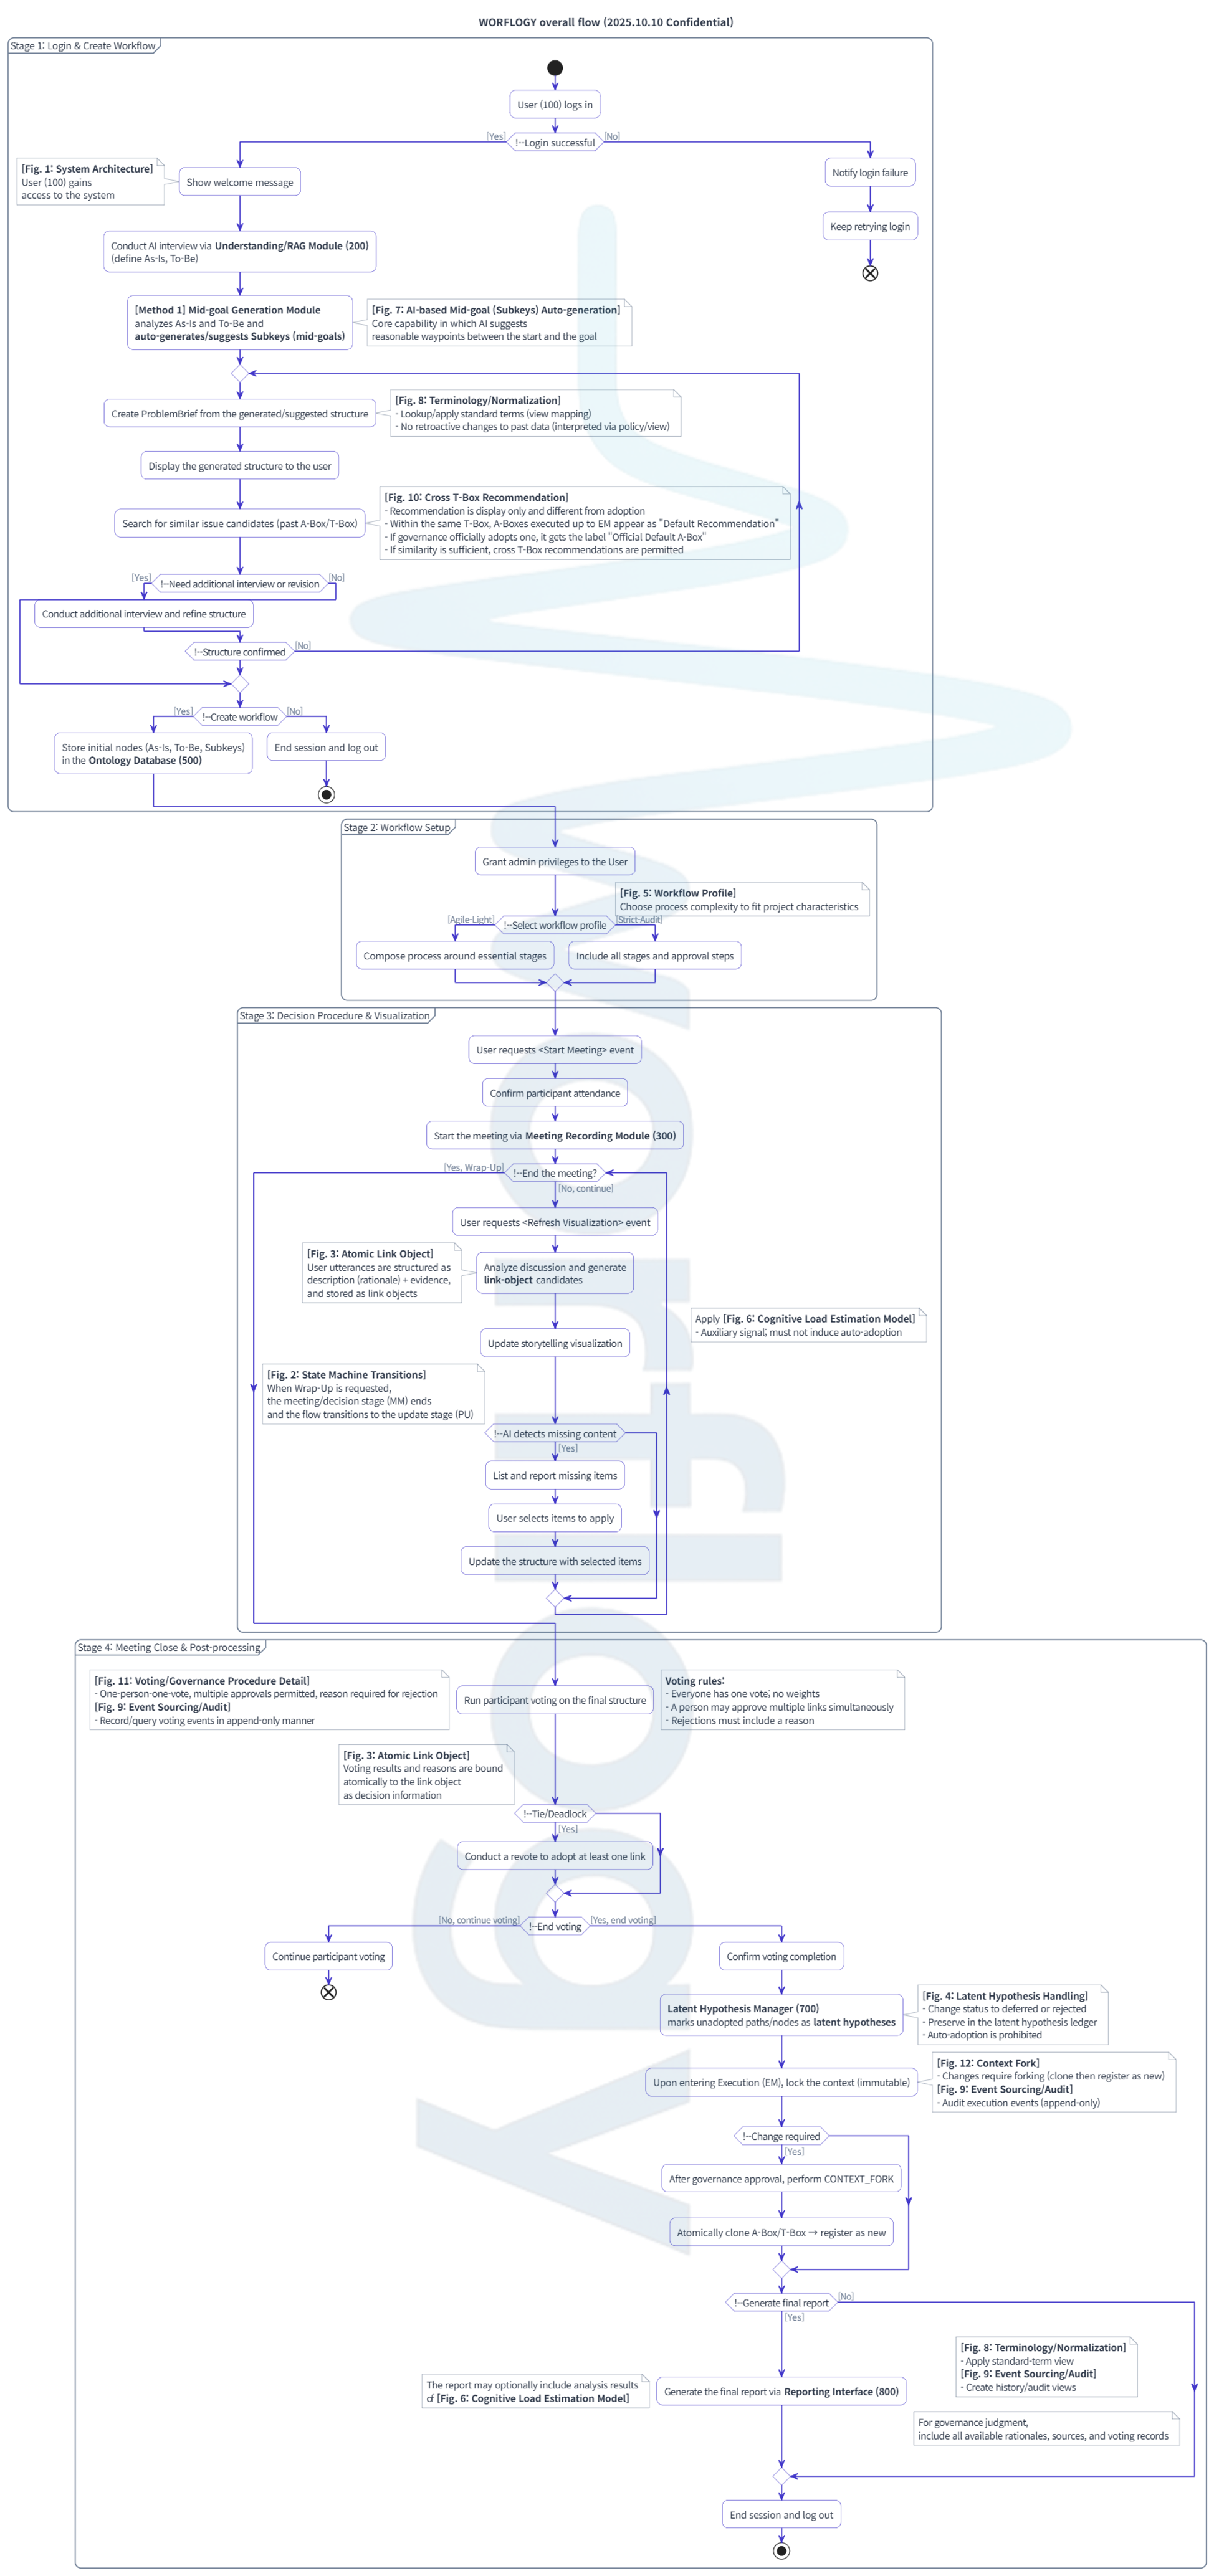 WORFLOGY overall flow (2025.10.10 Confidential)
Stage 1: Login & Create Workflow
User (100) logs in
[Yes]
!--Login successful
[No]
[Fig. 1: System Architecture]
User (100) gains
access to the system
Show welcome message
Notify login failure
Keep retrying login
Conduct AI interview via Understanding/RAG Module (200)
(define As-Is, To-Be)
[Method 1] Mid-goal Generation Module
analyzes As-Is and To-Be and
auto-generates/suggests Subkeys (mid-goals)
[Fig. 7: AI-based Mid-goal (Subkeys) Auto-generation]
Core capability in which AI suggests
reasonable waypoints between the start and the goal
Create ProblemBrief from the generated/suggested structure
[Fig. 8: Terminology/Normalization]
- Lookup/apply standard terms (view mapping)
- No retroactive changes to past data (interpreted via policy/view)
Display the generated structure to the user
Search for similar issue candidates (past A-Box/T-Box)
[Fig. 10: Cross T-Box Recommendation]
- Recommendation is display only and different from adoption
- Within the same T-Box, A-Boxes executed up to EM appear as "Default Recommendation"
- If governance officially adopts one, it gets the label "Official Default A-Box"
- If similarity is sufficient, cross T-Box recommendations are permitted
[Yes]
!--Need additional interview or revision
[No]
Conduct additional interview and refine structure
!--Structure confirmed
[No]
[Yes]
!--Create workflow
[No]
Store initial nodes (As-Is, To-Be, Subkeys)
in the Ontology Database (500)
End session and log out
Stage 2: Workflow Setup
Grant admin privileges to the User
[Fig. 5: Workflow Profile]
Choose process complexity to fit project characteristics
[Agile-Light]
!--Select workflow profile
[Strict-Audit]
Compose process around essential stages
Include all stages and approval steps
Stage 3: Decision Procedure & Visualization
User requests <Start Meeting> event
Confirm participant attendance
Start the meeting via Meeting Recording Module (300)
[Yes, Wrap-Up]
!--End the meeting?
[No, continue]
User requests <Refresh Visualization> event
[Fig. 3: Atomic Link Object]
User utterances are structured as
description (rationale) + evidence,
and stored as link objects
Analyze discussion and generate
link-object candidates
Apply [Fig. 6: Cognitive Load Estimation Model]
- Auxiliary signal; must not induce auto-adoption
Update storytelling visualization
[Fig. 2: State Machine Transitions]
When Wrap-Up is requested,
the meeting/decision stage (MM) ends
and the flow transitions to the update stage (PU)
!--AI detects missing content
[Yes]
List and report missing items
User selects items to apply
Update the structure with selected items
Stage 4: Meeting Close & Post-processing
[Fig. 11: Voting/Governance Procedure Detail]
- One-person-one-vote, multiple approvals permitted, reason required for rejection
[Fig. 9: Event Sourcing/Audit]
- Record/query voting events in append-only manner
Run participant voting on the final structure
Voting rules:
- Everyone has one vote; no weights
- A person may approve multiple links simultaneously
- Rejections must include a reason
[Fig. 3: Atomic Link Object]
Voting results and reasons are bound
atomically to the link object
as decision information
!--Tie/Deadlock
[Yes]
Conduct a revote to adopt at least one link
[No, continue voting]
!--End voting
[Yes, end voting]
Continue participant voting
Confirm voting completion
Latent Hypothesis Manager (700)
marks unadopted paths/nodes as latent hypotheses
[Fig. 4: Latent Hypothesis Handling]
- Change status to deferred or rejected
- Preserve in the latent hypothesis ledger
- Auto-adoption is prohibited
Upon entering Execution (EM), lock the context (immutable)
[Fig. 12: Context Fork]
- Changes require forking (clone then register as new)
[Fig. 9: Event Sourcing/Audit]
- Audit execution events (append-only)
!--Change required
[Yes]
After governance approval, perform CONTEXT_FORK
Atomically clone A-Box/T-Box → register as new
!--Generate final report
[No]
[Yes]
[Fig. 8: Terminology/Normalization]
- Apply standard-term view
[Fig. 9: Event Sourcing/Audit]
- Create history/audit views
The report may optionally include analysis results
of [Fig. 6: Cognitive Load Estimation Model]
Generate the final report via Reporting Interface (800)
For governance judgment,
include all available rationales, sources, and voting records
End session and log out
Worflogy